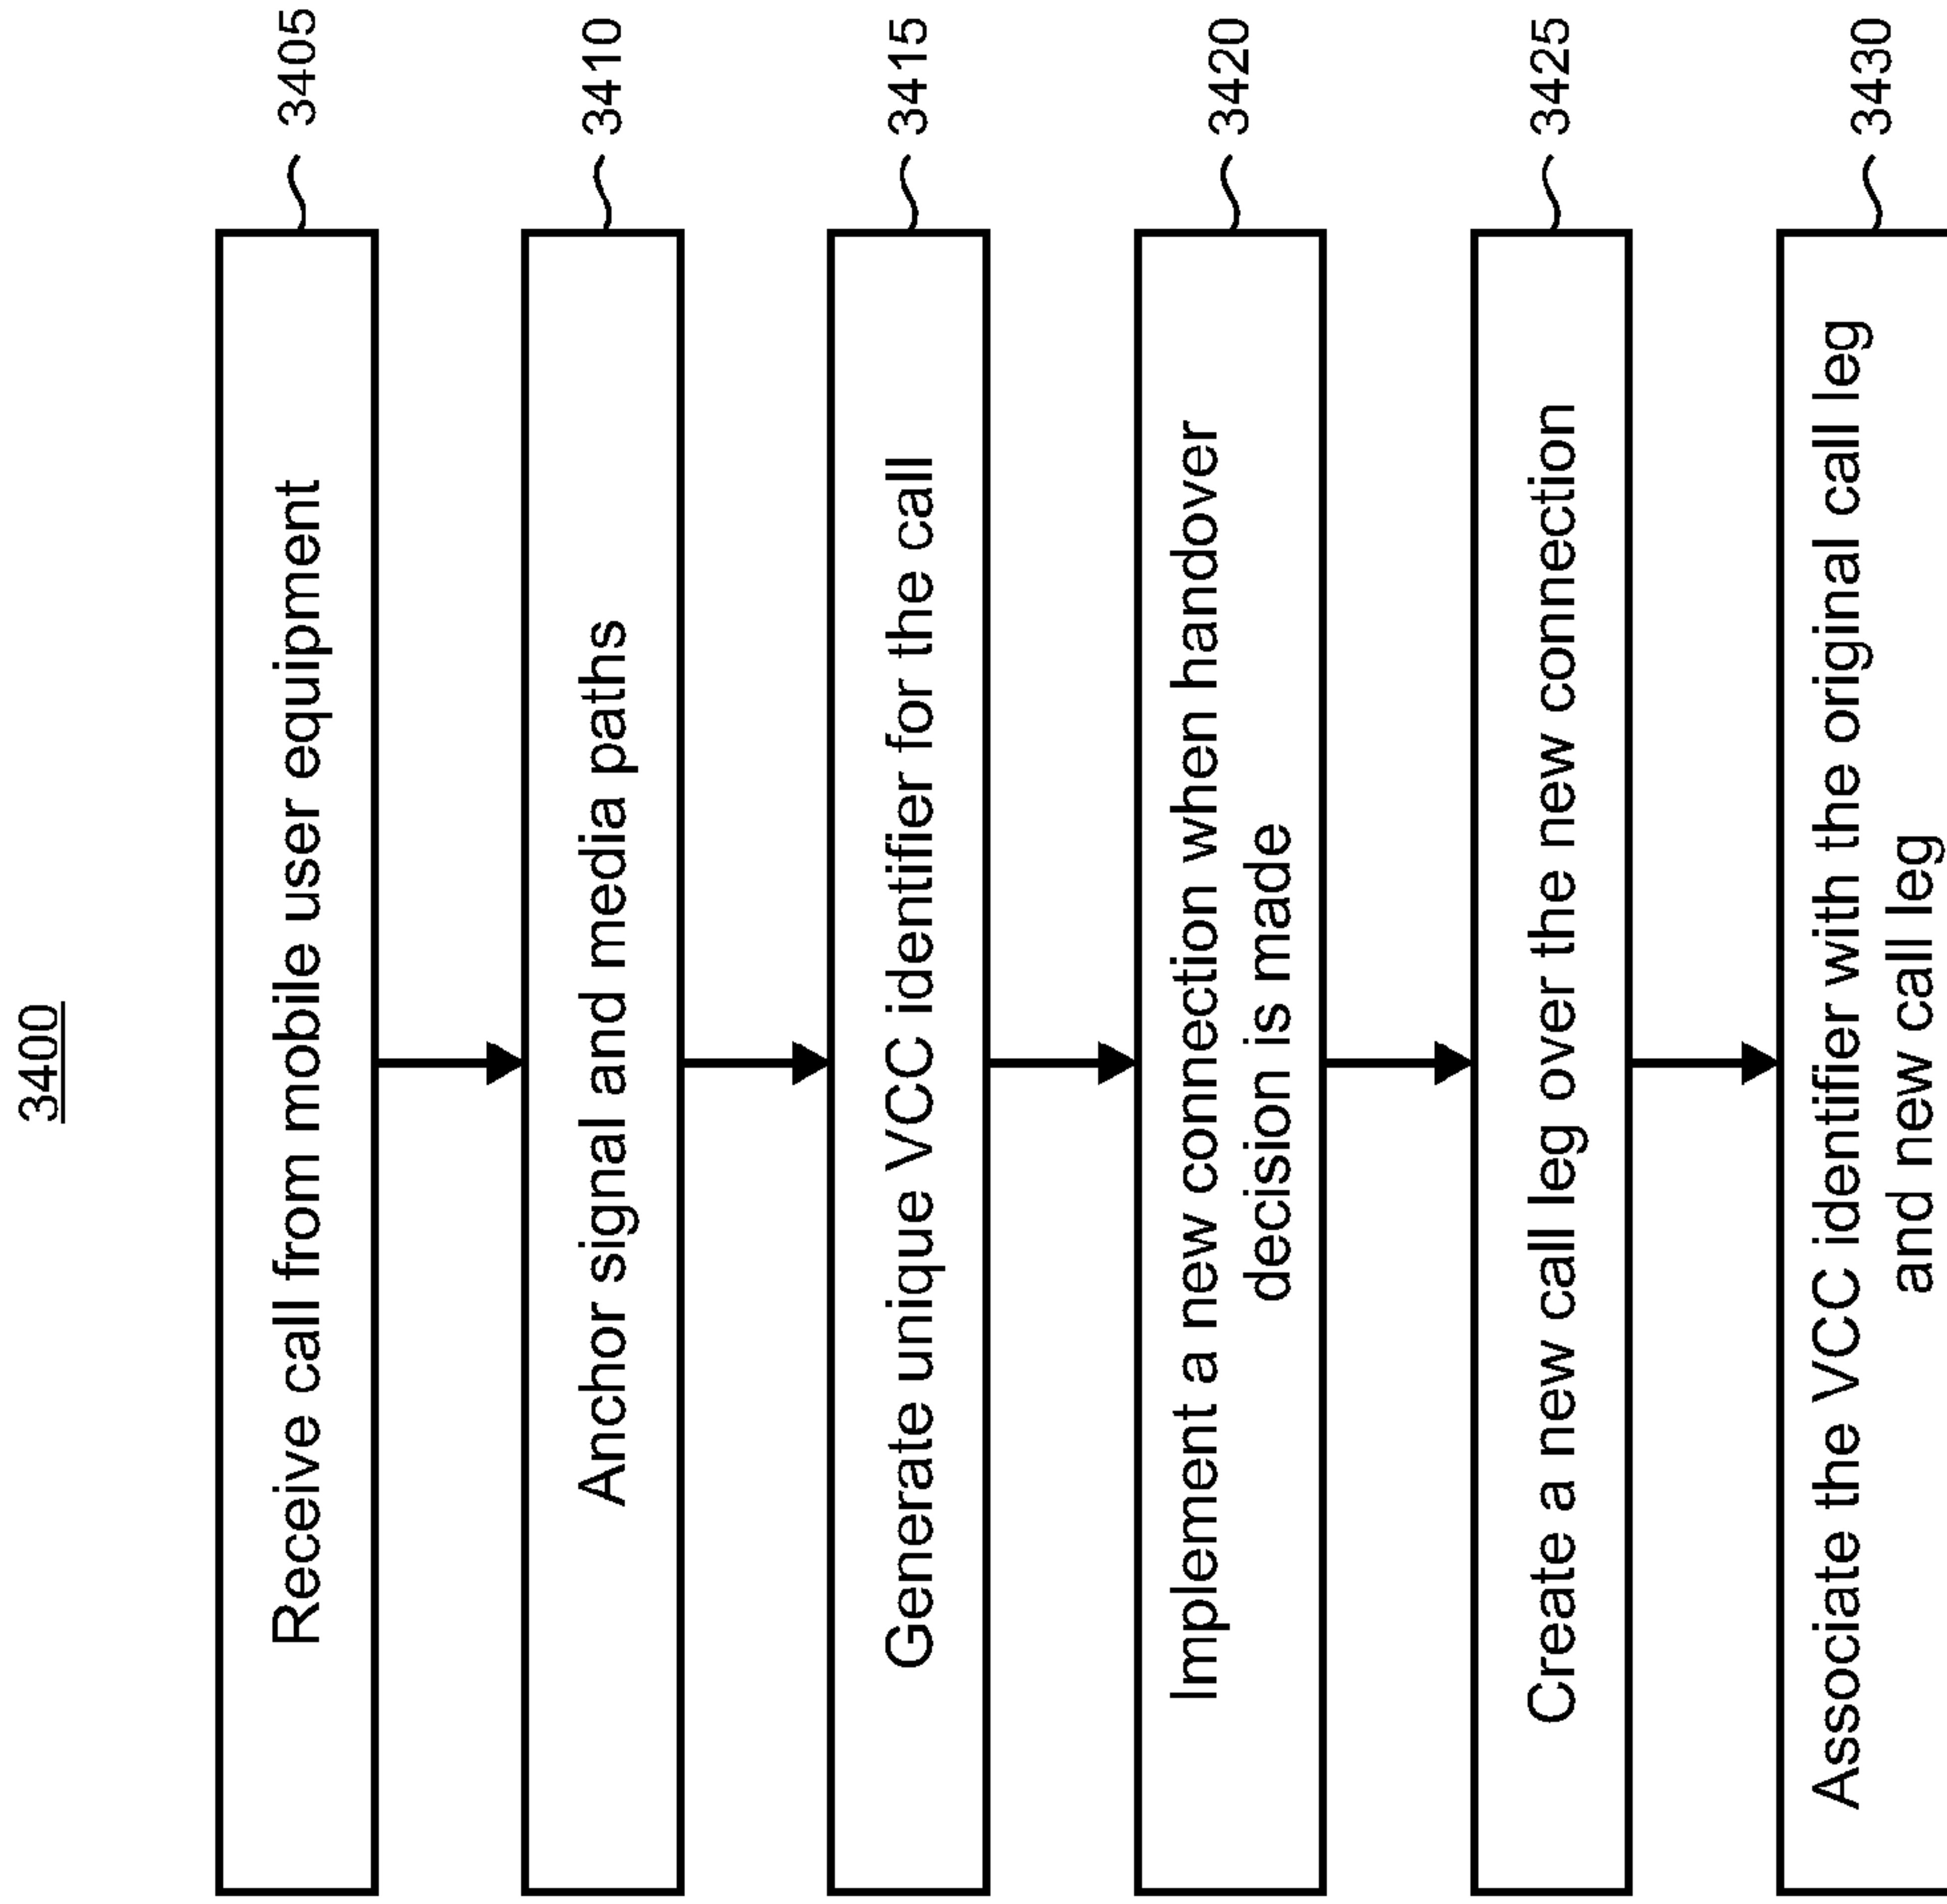 3400
Receive call from mobile user equipment
3405
Anchor signal and media paths
3410
Generate unique VCC identifier for the call
3415
Implement a new connection when handover
decision is made
3420
Create a new call leg over the new connection
3425
Associate the VCC identifier with the original call leg
and new call leg
3430